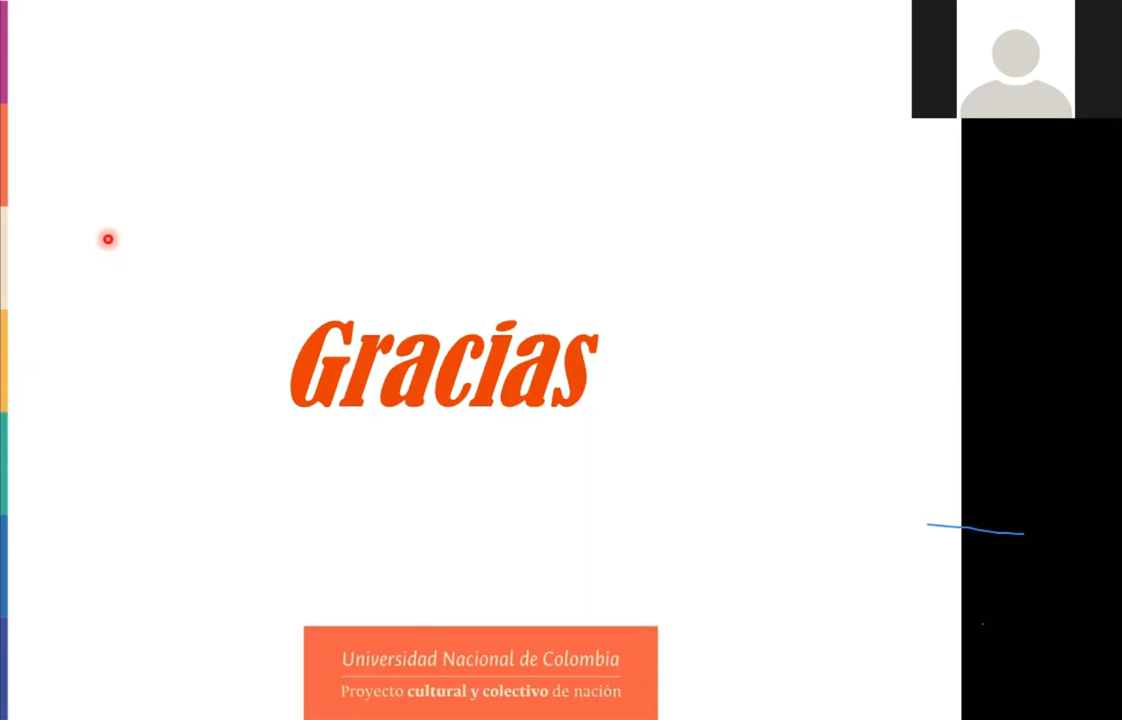 Gracias
Universidad Nacional de Colombia
Proyecto cultural y colectivo de nación